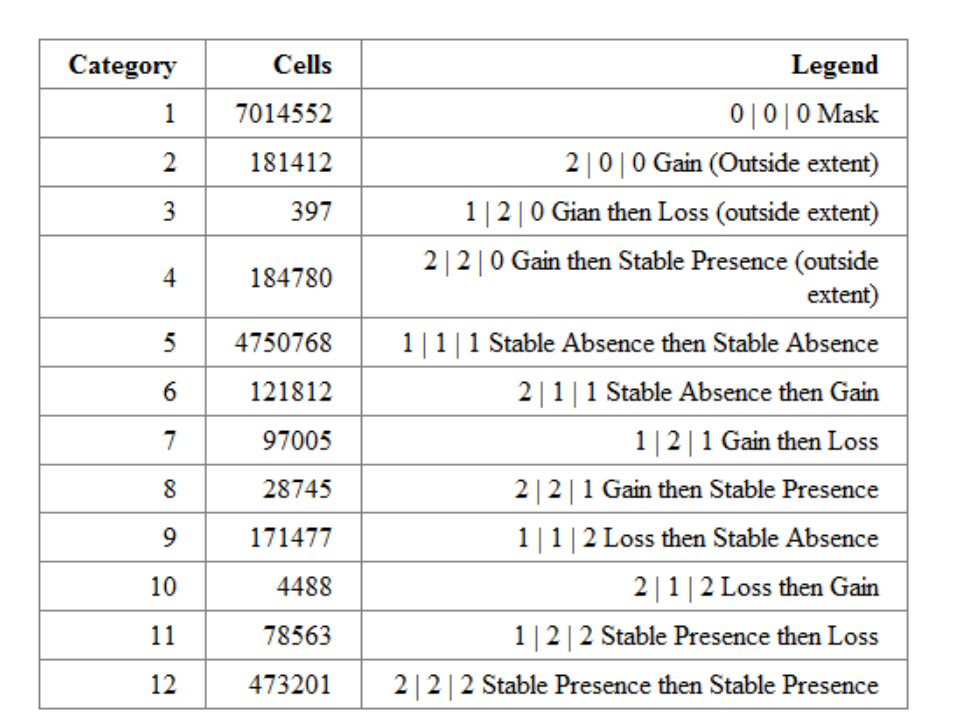 Category Cells Legend
1 7014552 0 | 0 | 0 Mask
2 181412 2 | 0 | 0 Gain (Outside extent)
3 397 1 | 2 | 0 Gian then Loss (outside extent)
4 184780 2 | 2 | 0 Gain then Stable Presence (outside
extent)
5 4750768 1 | 1 | 1 Stable Absence then Stable Absence
6 121812 2 | 1 | 1 Stable Absence then Gain
7 97005 1 | 2 | 1 Gain then Loss
8 28745 2 | 2 | 1 Gain then Stable Presence
9 171477 1 | 1 | 2 Loss then Stable Absence
10 4488 2 | 1 | 2 Loss then Gain
11 78563 1 | 2 | 2 Stable Presence then Loss
12 473201 2 | 2 | 2 Stable Presence then Stable Presence